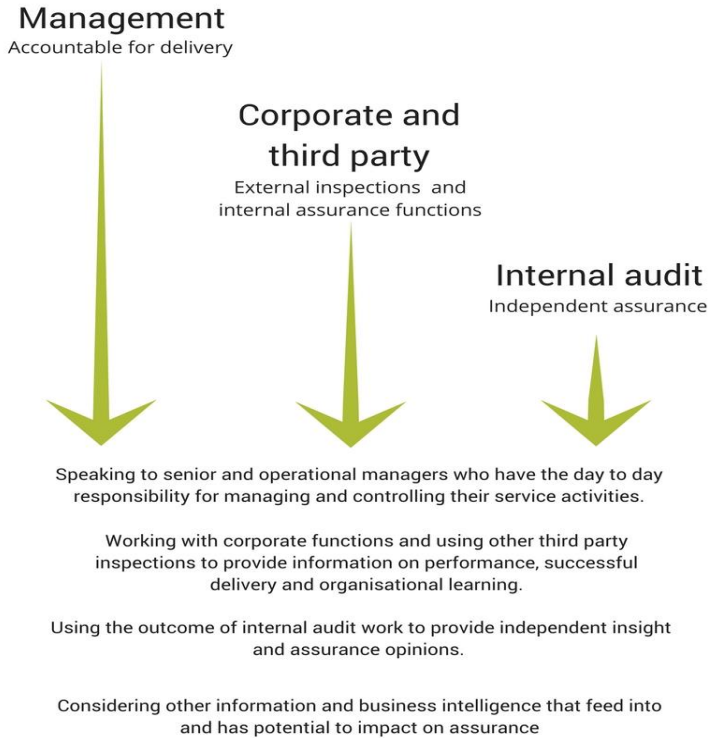 Management
Accountable for delivery
Corporate and
third party
External inspections and
internal assurance functions
Internal audit
Independent assurance
Speaking to senior and operational managers who have the day to day
responsibility for managing and controlling their service activities.
Working with corporate functions and using other third party
inspections to provide information on performance, successful
delivery and organisational learning.
Using the outcome of internal audit work to provide independent insight
and assurance opinions.
Considering other information and business intelligence that feed into
and has potential to impact on assurance